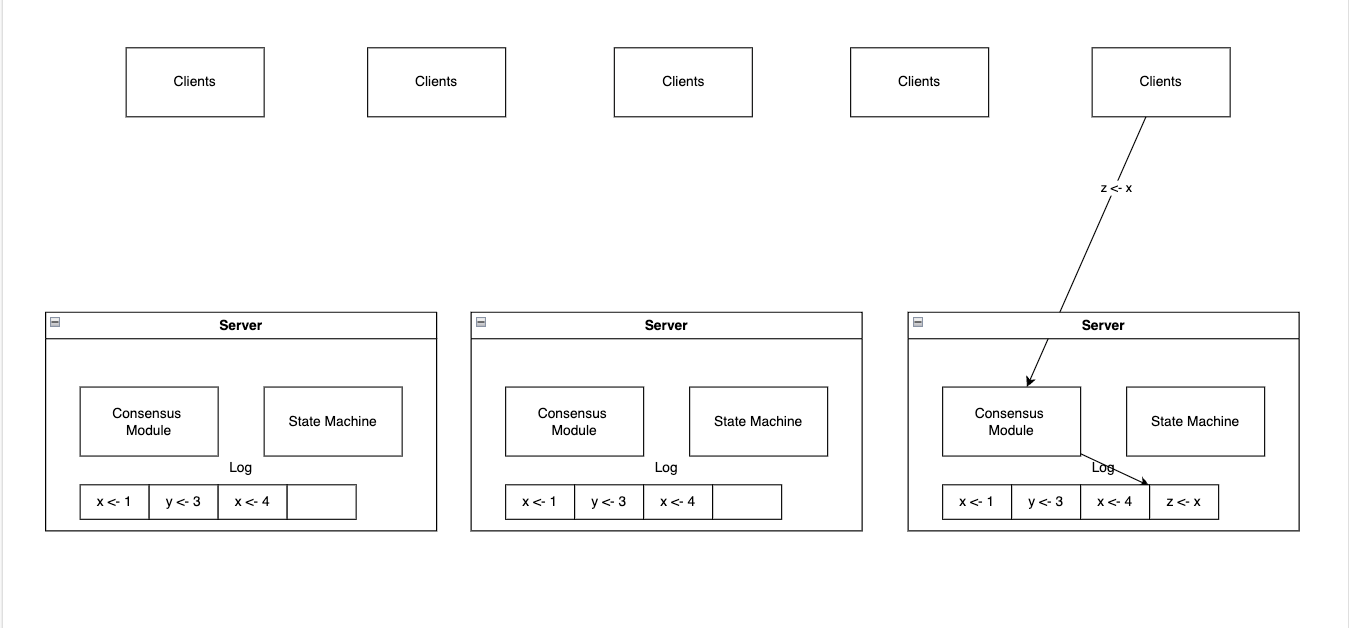 Clients
Clients
Clients
Clients
Clients
z <- x
Server
Consensus
Module
State Machine
Log
x <- 1
y <- 3
x <- 4
Server
Consensus
Module
State Machine
Log
x <- 1
y <- 3
x <- 4
Server
Consensus
Module
State Machine
Log
x <- 1
y <- 3
x <- 4
z <- x